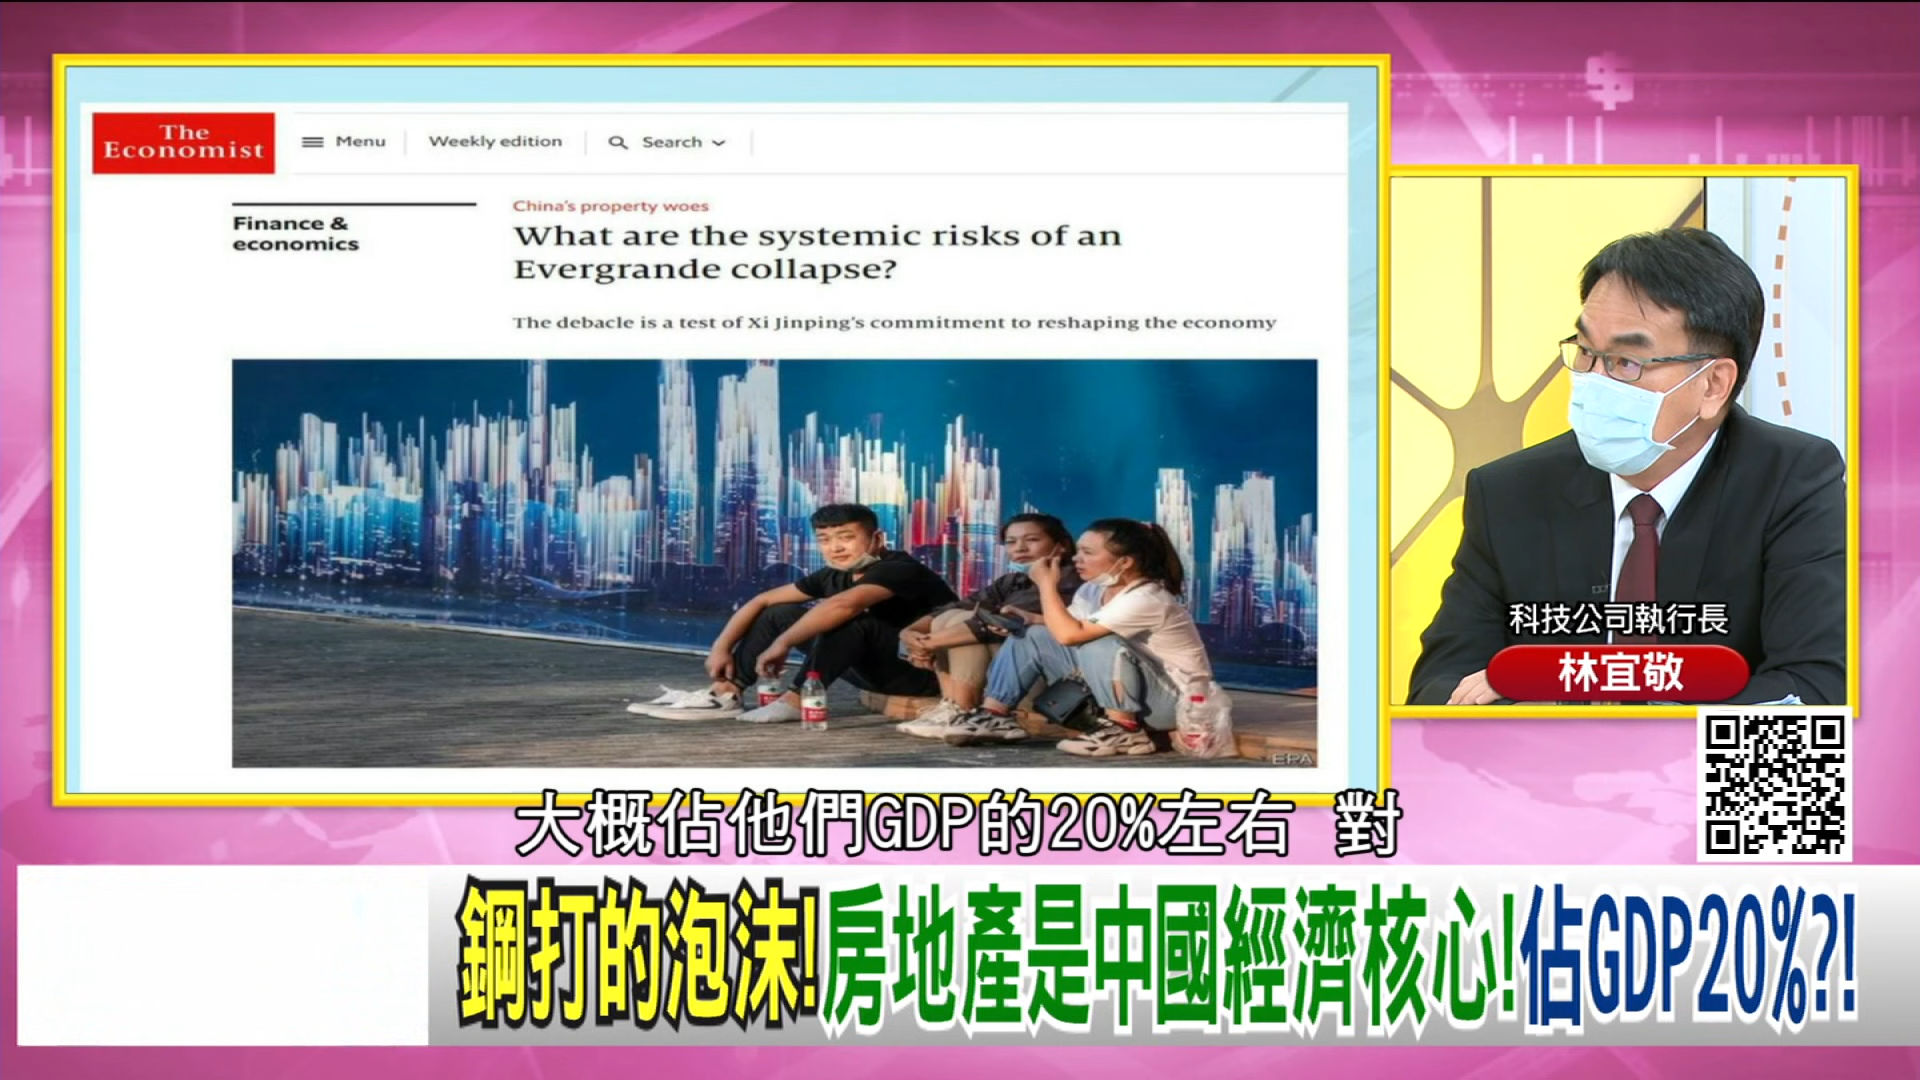 The
Economist
Menu
Weekly edition
Search
Finance &
economics
China's property woes
What are the systemic risks of an
Evergrande collapse?
The debacle is a test of Xi Jinping's commitment to reshaping the economy
EPA
科技公司執行長
林宜敬
大概佔他們GDP的20%左右 對
鋼打的泡沫!房地產是中國經濟核心!佔GDP20%?!